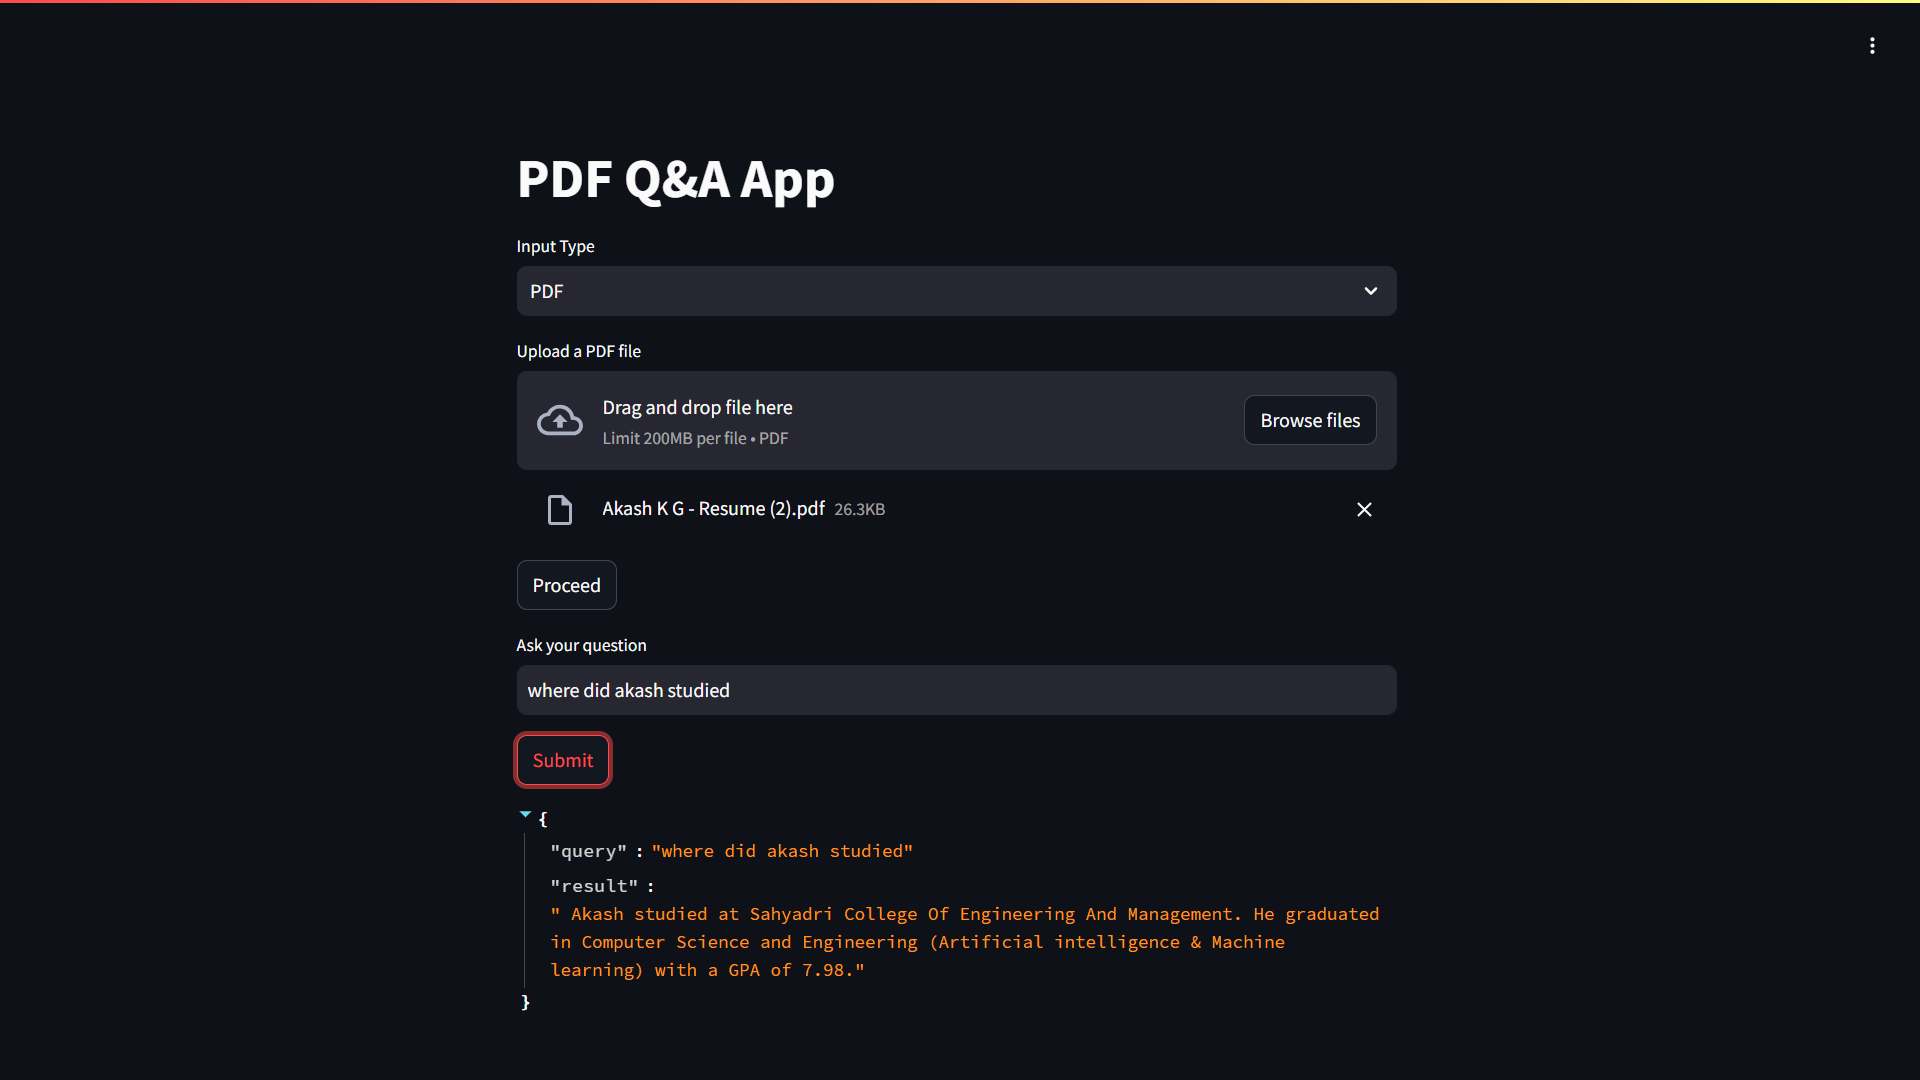 PDF Q&A App
Input Type
PDF
Upload a PDF file
Drag and drop file here
Limit 200MB per file • PDF
Browse files
Akash K G - Resume (2).pdf 26.3KB
Proceed
Ask your question
where did akash studied
Submit
{
"query" : "where did akash studied"
"result" :
" Akash studied at Sahyadri College Of Engineering And Management. He graduated
in Computer Science and Engineering (Artificial intelligence & Machine
learning) with a GPA of 7.98."
}